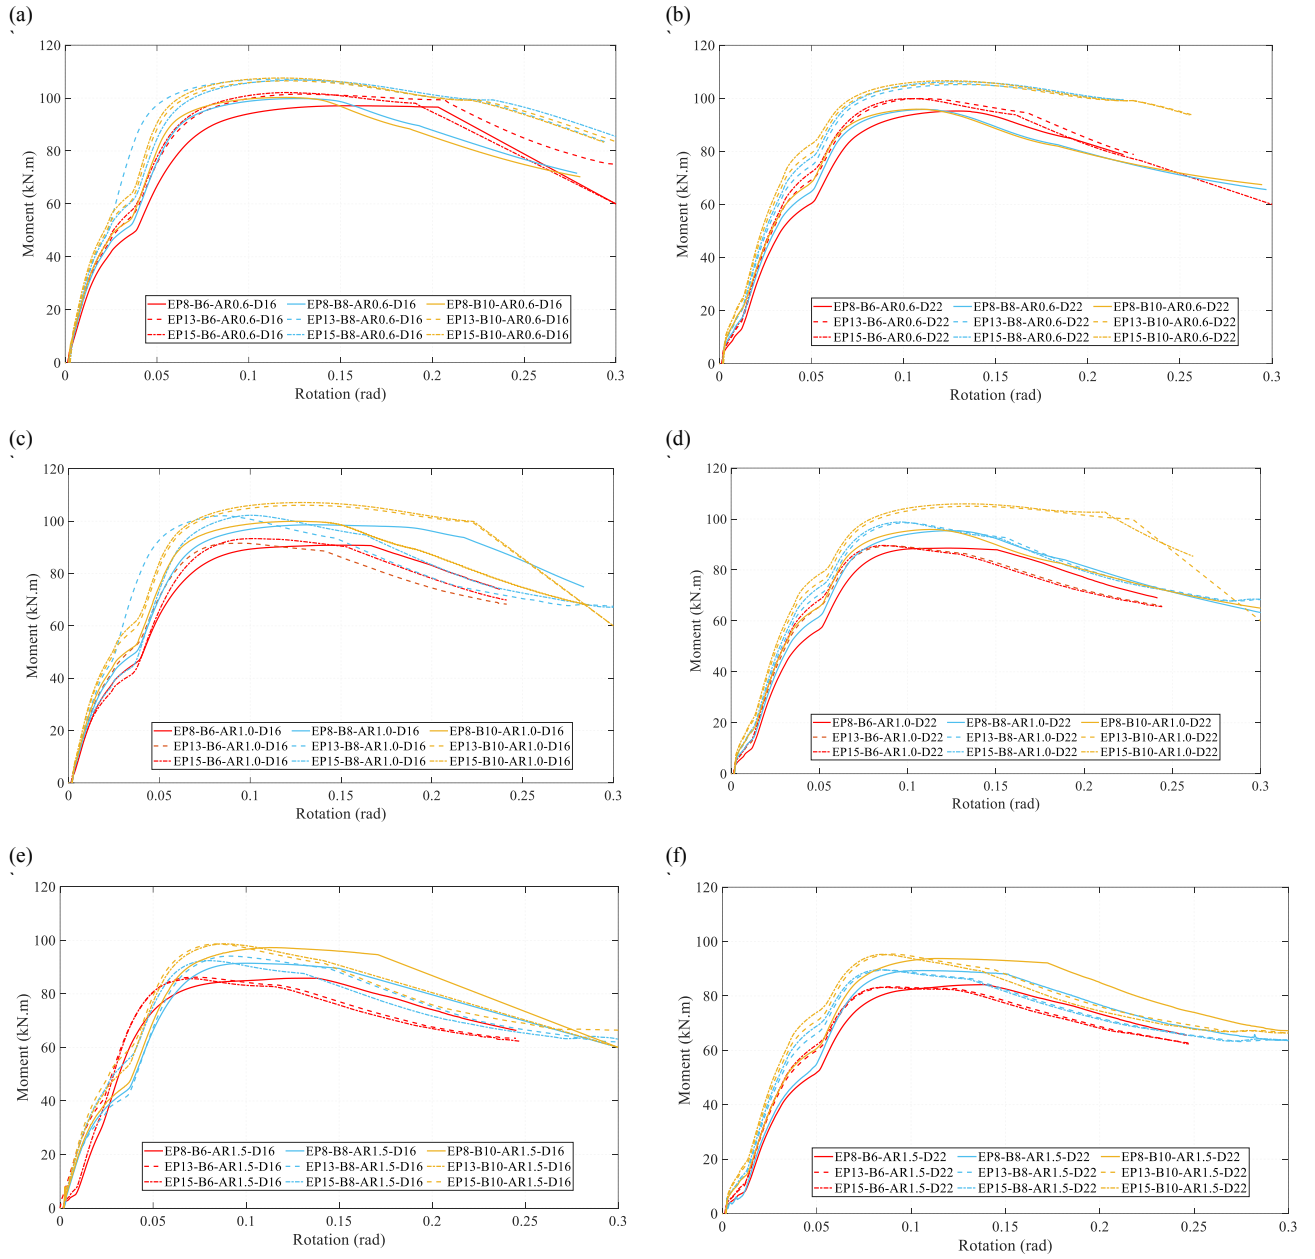 (a)
`
120
100
80
60
40
20
0
Moment (kN.m)
EP8-B6-AR0.6-D16 EP8-B8-AR0.6-D16 EP8-B10-AR0.6-D16
EP13-B6-AR0.6-D16 EP13-B8-AR0.6-D16 EP13-B10-AR0.6-D16
EP15-B6-AR0.6-D16 EP15-B8-AR0.6-D16 EP15-B10-AR0.6-D16
0 0.05 0.1 0.15 0.2 0.25 0.3
Rotation (rad)
(b)
`
120
100
80
60
40
20
0
Moment (kN.m)
EP8-B6-AR0.6-D22 EP8-B8-AR0.6-D22 EP8-B10-AR0.6-D22
EP13-B6-AR0.6-D22 EP13-B8-AR0.6-D22 EP13-B10-AR0.6-D22
EP15-B6-AR0.6-D22 EP15-B8-AR0.6-D22 EP15-B10-AR0.6-D22
0 0.05 0.1 0.15 0.2 0.25 0.3
Rotation (rad)
(c)
`
120
100
80
60
40
20
0
Moment (kN.m)
EP8-B6-AR1.0-D16 EP8-B8-AR1.0-D16 EP8-B10-AR1.0-D16
EP13-B6-AR1.0-D16 EP13-B8-AR1.0-D16 EP13-B10-AR1.0-D16
EP15-B6-AR1.0-D16 EP15-B8-AR1.0-D16 EP15-B10-AR1.0-D16
0 0.05 0.1 0.15 0.2 0.25 0.3
Rotation (rad)
(d)
`
120
100
80
60
40
20
0
Moment (kN.m)
EP8-B6-AR1.0-D22 EP8-B8-AR1.0-D22 EP8-B10-AR1.0-D22
EP13-B6-AR1.0-D22 EP13-B8-AR1.0-D22 EP13-B10-AR1.0-D22
EP15-B6-AR1.0-D22 EP15-B8-AR1.0-D22 EP15-B10-AR1.0-D22
0 0.05 0.1 0.15 0.2 0.25 0.3
Rotation (rad)
(e)
`
120
100
80
60
40
20
0
Moment (kN.m)
EP8-B6-AR1.5-D16 EP8-B8-AR1.5-D16 EP8-B10-AR1.5-D16
EP13-B6-AR1.5-D16 EP13-B8-AR1.5-D16 EP13-B10-AR1.5-D16
EP15-B6-AR1.5-D16 EP15-B8-AR1.5-D16 EP15-B10-AR1.5-D16
0 0.05 0.1 0.15 0.2 0.25 0.3
Rotation (rad)
(f)
`
120
100
80
60
40
20
0
Moment (kN.m)
EP8-B6-AR1.5-D22 EP8-B8-AR1.5-D22 EP8-B10-AR1.5-D22
EP13-B6-AR1.5-D22 EP13-B8-AR1.5-D22 EP13-B10-AR1.5-D22
EP15-B6-AR1.5-D22 EP15-B8-AR1.5-D22 EP15-B10-AR1.5-D22
0 0.05 0.1 0.15 0.2 0.25 0.3
Rotation (rad)